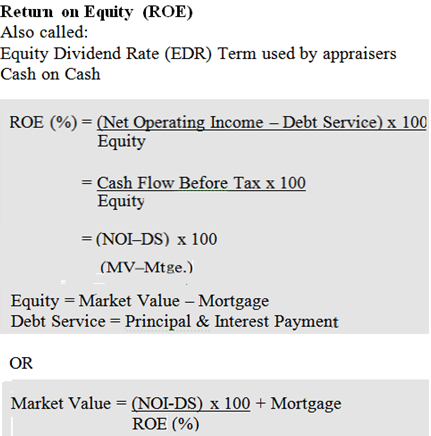 Return on Equity (ROE)
Also called:
Equity Dividend Rate (EDR) Term used by appraisers
Cash on Cash
ROE (%) = (Net Operating Income – Debt Service) x 100
Equity
= Cash Flow Before Tax x 100
Equity
= (NOI–DS) x 100
(MV–Mtge.)
Equity = Market Value – Mortgage
Debt Service = Principal & Interest Payment
OR
Market Value = (NOI-DS) x 100 + Mortgage
ROE (%)